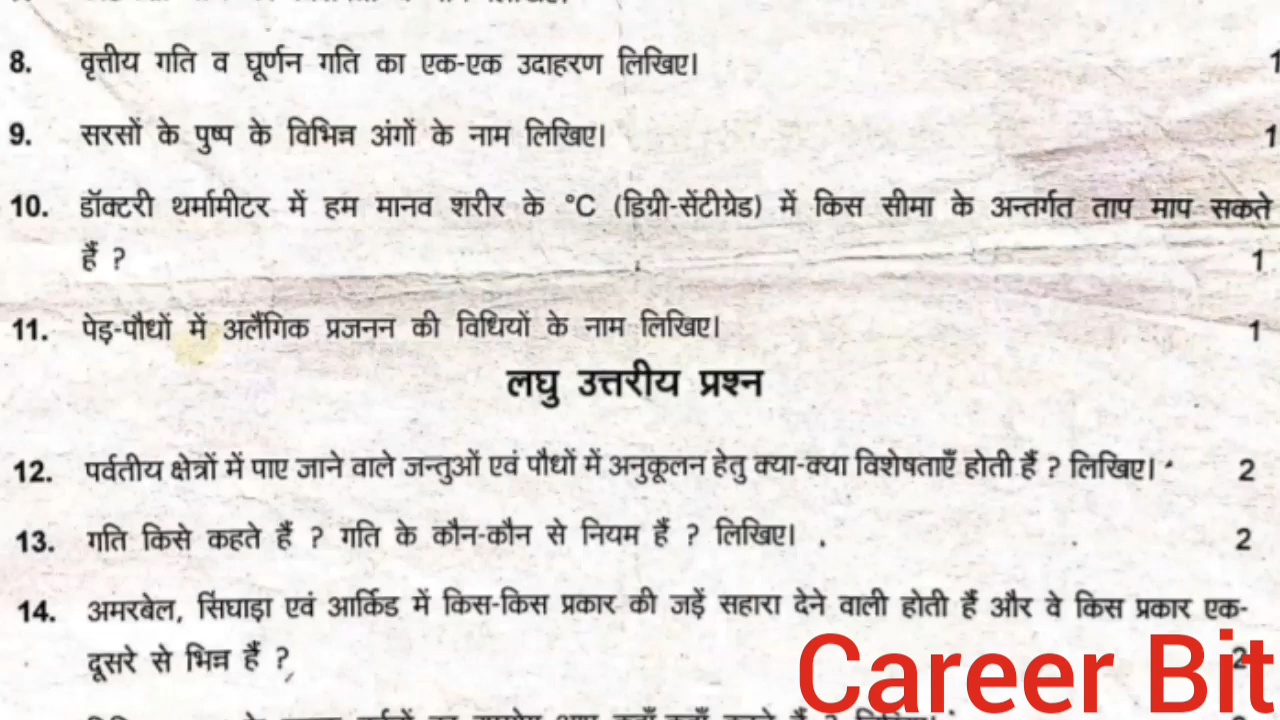 8. वृत्तीय गति व घूर्णन गति का एक-एक उदाहरण लिखिए। 1
9. सरसों के पुष्प के विभिन्न अंगों के नाम लिखिए। 1
10. डॉक्टरी थर्मामीटर में हम मानव शरीर के °C (डिग्री-सेंटीग्रेड) में किस सीमा के अन्तर्गत ताप माप सकते
हैं ? 1
11. पेड़-पौधों में अलैंगिक प्रजनन की विधियों के नाम लिखिए। 1
लघु उत्तरीय प्रश्न
12. पर्वतीय क्षेत्रों में पाए जाने वाले जन्तुओं एवं पौधों में अनुकूलन हेतु क्या-क्या विशेषताएँ होती हैं ? लिखिए। 2
13. गति किसे कहते हैं ? गति के कौन-कौन से नियम हैं ? लिखिए। 2
14. अमरबेल, सिंघाड़ा एवं आर्किड में किस-किस प्रकार की जड़ें सहारा देने वाली होती हैं और वे किस प्रकार एक-
दूसरे से भिन्न हैं ? 2
Career Bit